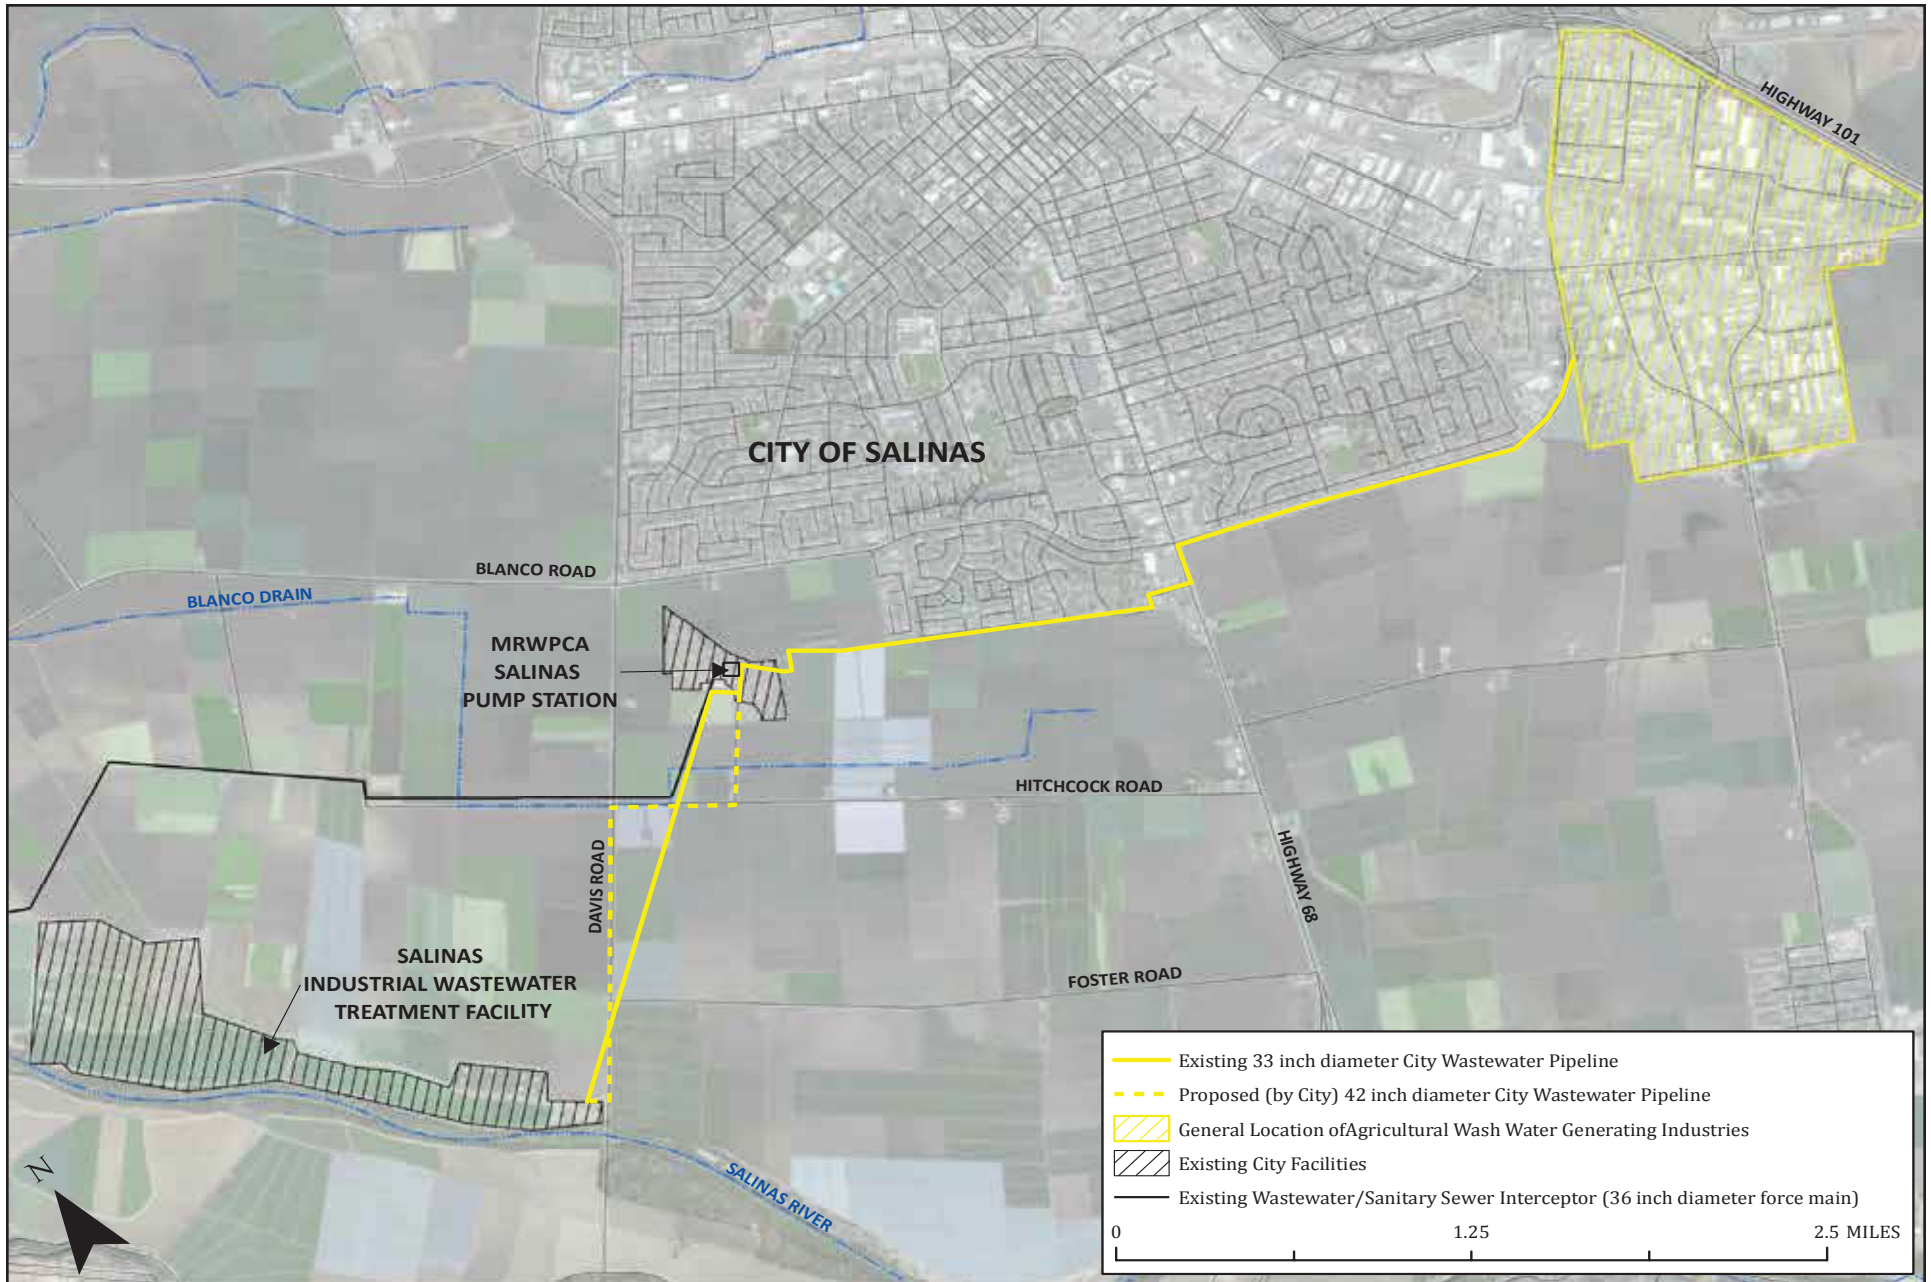 HIGHWAY 101
CITY OF SALINAS
BLANCO ROAD
BLANCO DRAIN
MRWPCA
SALINAS
PUMP STATION
HITCHCOCK ROAD
DAVIS ROAD
HIGHWAY 68
SALINAS
INDUSTRIAL WASTEWATER
TREATMENT FACILITY
FOSTER ROAD
SALINAS RIVER
N
Existing 33 inch diameter City Wastewater Pipeline
Proposed (by City) 42 inch diameter City Wastewater Pipeline
General Location ofAgricultural Wash Water Generating Industries
Existing City Facilities
Existing Wastewater/Sanitary Sewer Interceptor (36 inch diameter force main)
0 1.25 2.5 MILES